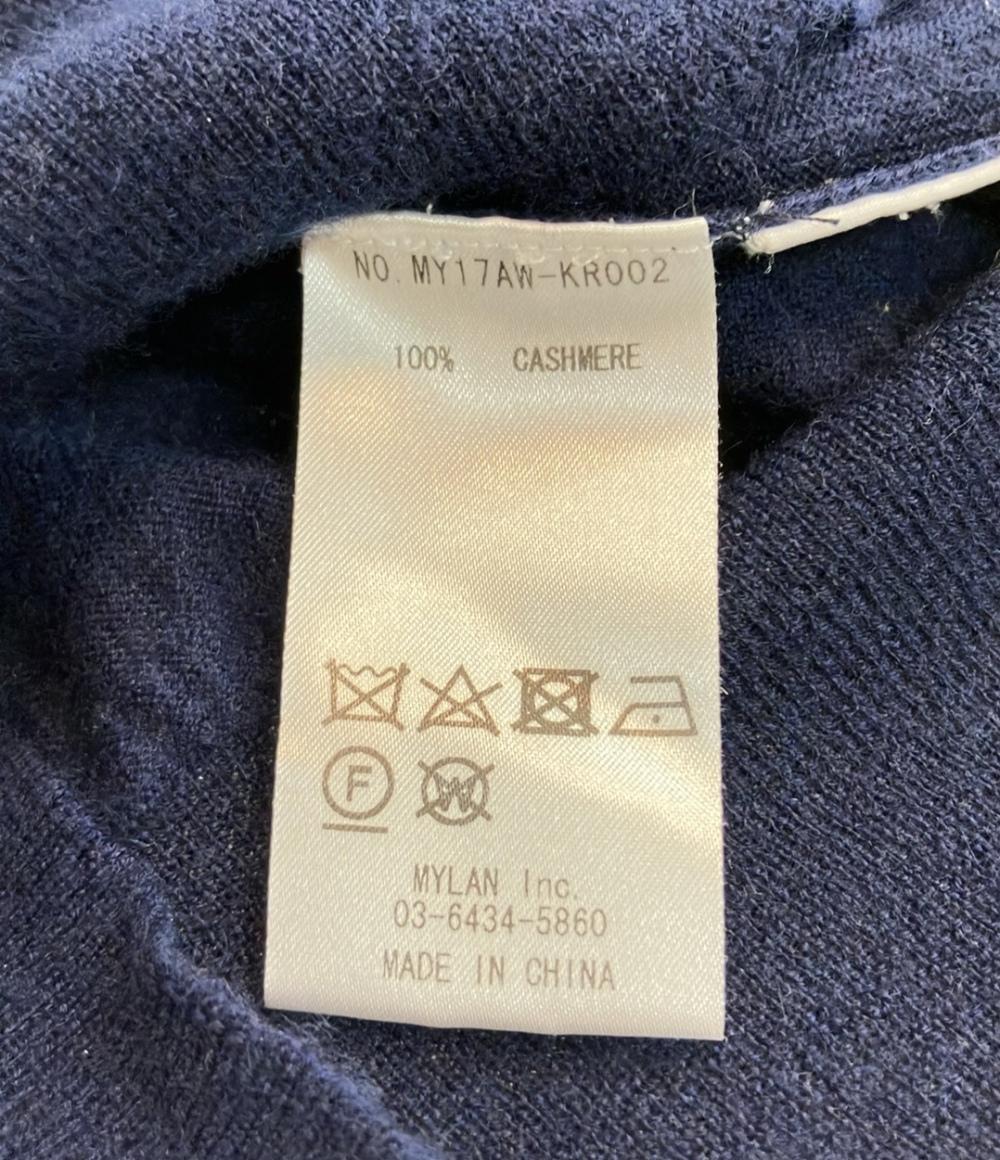 NO. MY17AW-KR002
100% CASHMERE
F W
MYLAN Inc.
03-6434-5860
MADE IN CHINA